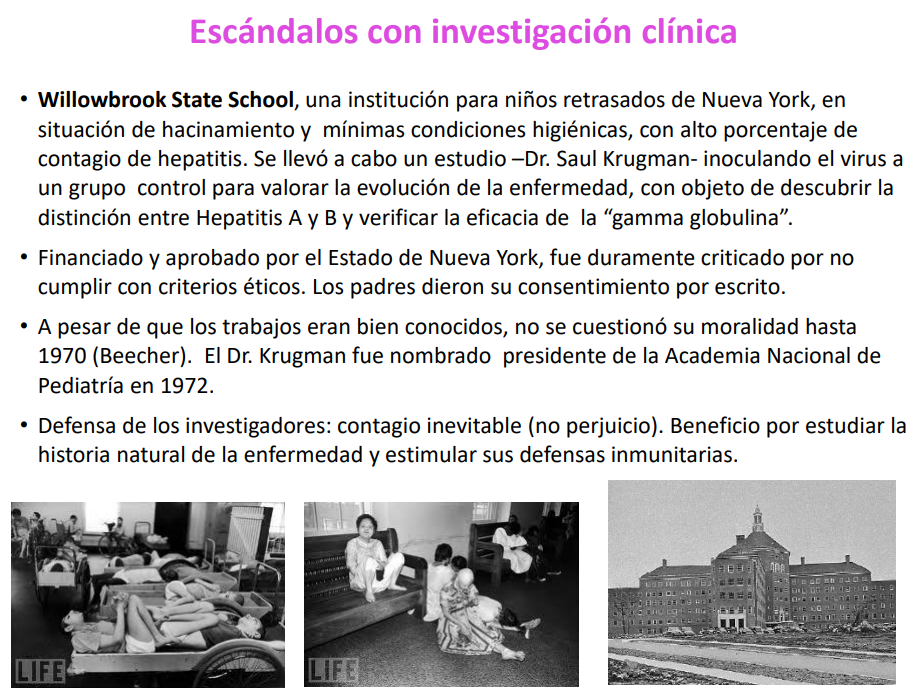 Escándalos con investigación clínica
• Willowbrook State School, una institución para niños retrasados de Nueva York, en
situación de hacinamiento y mínimas condiciones higiénicas, con alto porcentaje de
contagio de hepatitis. Se llevó a cabo un estudio –Dr. Saul Krugman- inoculando el virus a
un grupo control para valorar la evolución de la enfermedad, con objeto de descubrir la
distinción entre Hepatitis A y B y verificar la eficacia de la “gamma globulina”.
• Financiado y aprobado por el Estado de Nueva York, fue duramente criticado por no
cumplir con criterios éticos. Los padres dieron su consentimiento por escrito.
• A pesar de que los trabajos eran bien conocidos, no se cuestionó su moralidad hasta
1970 (Beecher). El Dr. Krugman fue nombrado presidente de la Academia Nacional de
Pediatría en 1972.
• Defensa de los investigadores: contagio inevitable (no perjuicio). Beneficio por estudiar la
historia natural de la enfermedad y estimular sus defensas inmunitarias.
LIFE
LIFE